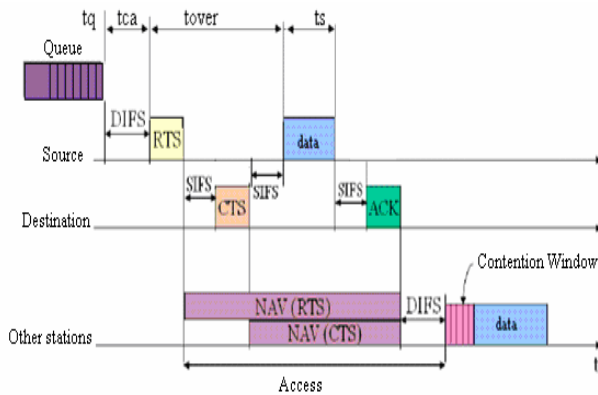 tq tca tover ts
Queue
DIFS
RTS
data
Source
SIFS
SIFS
SIFS
CTS
ACK
Destination
Contention Window
NAV (RTS)
DIFS
NAV (CTS)
data
Other stations
t
Access